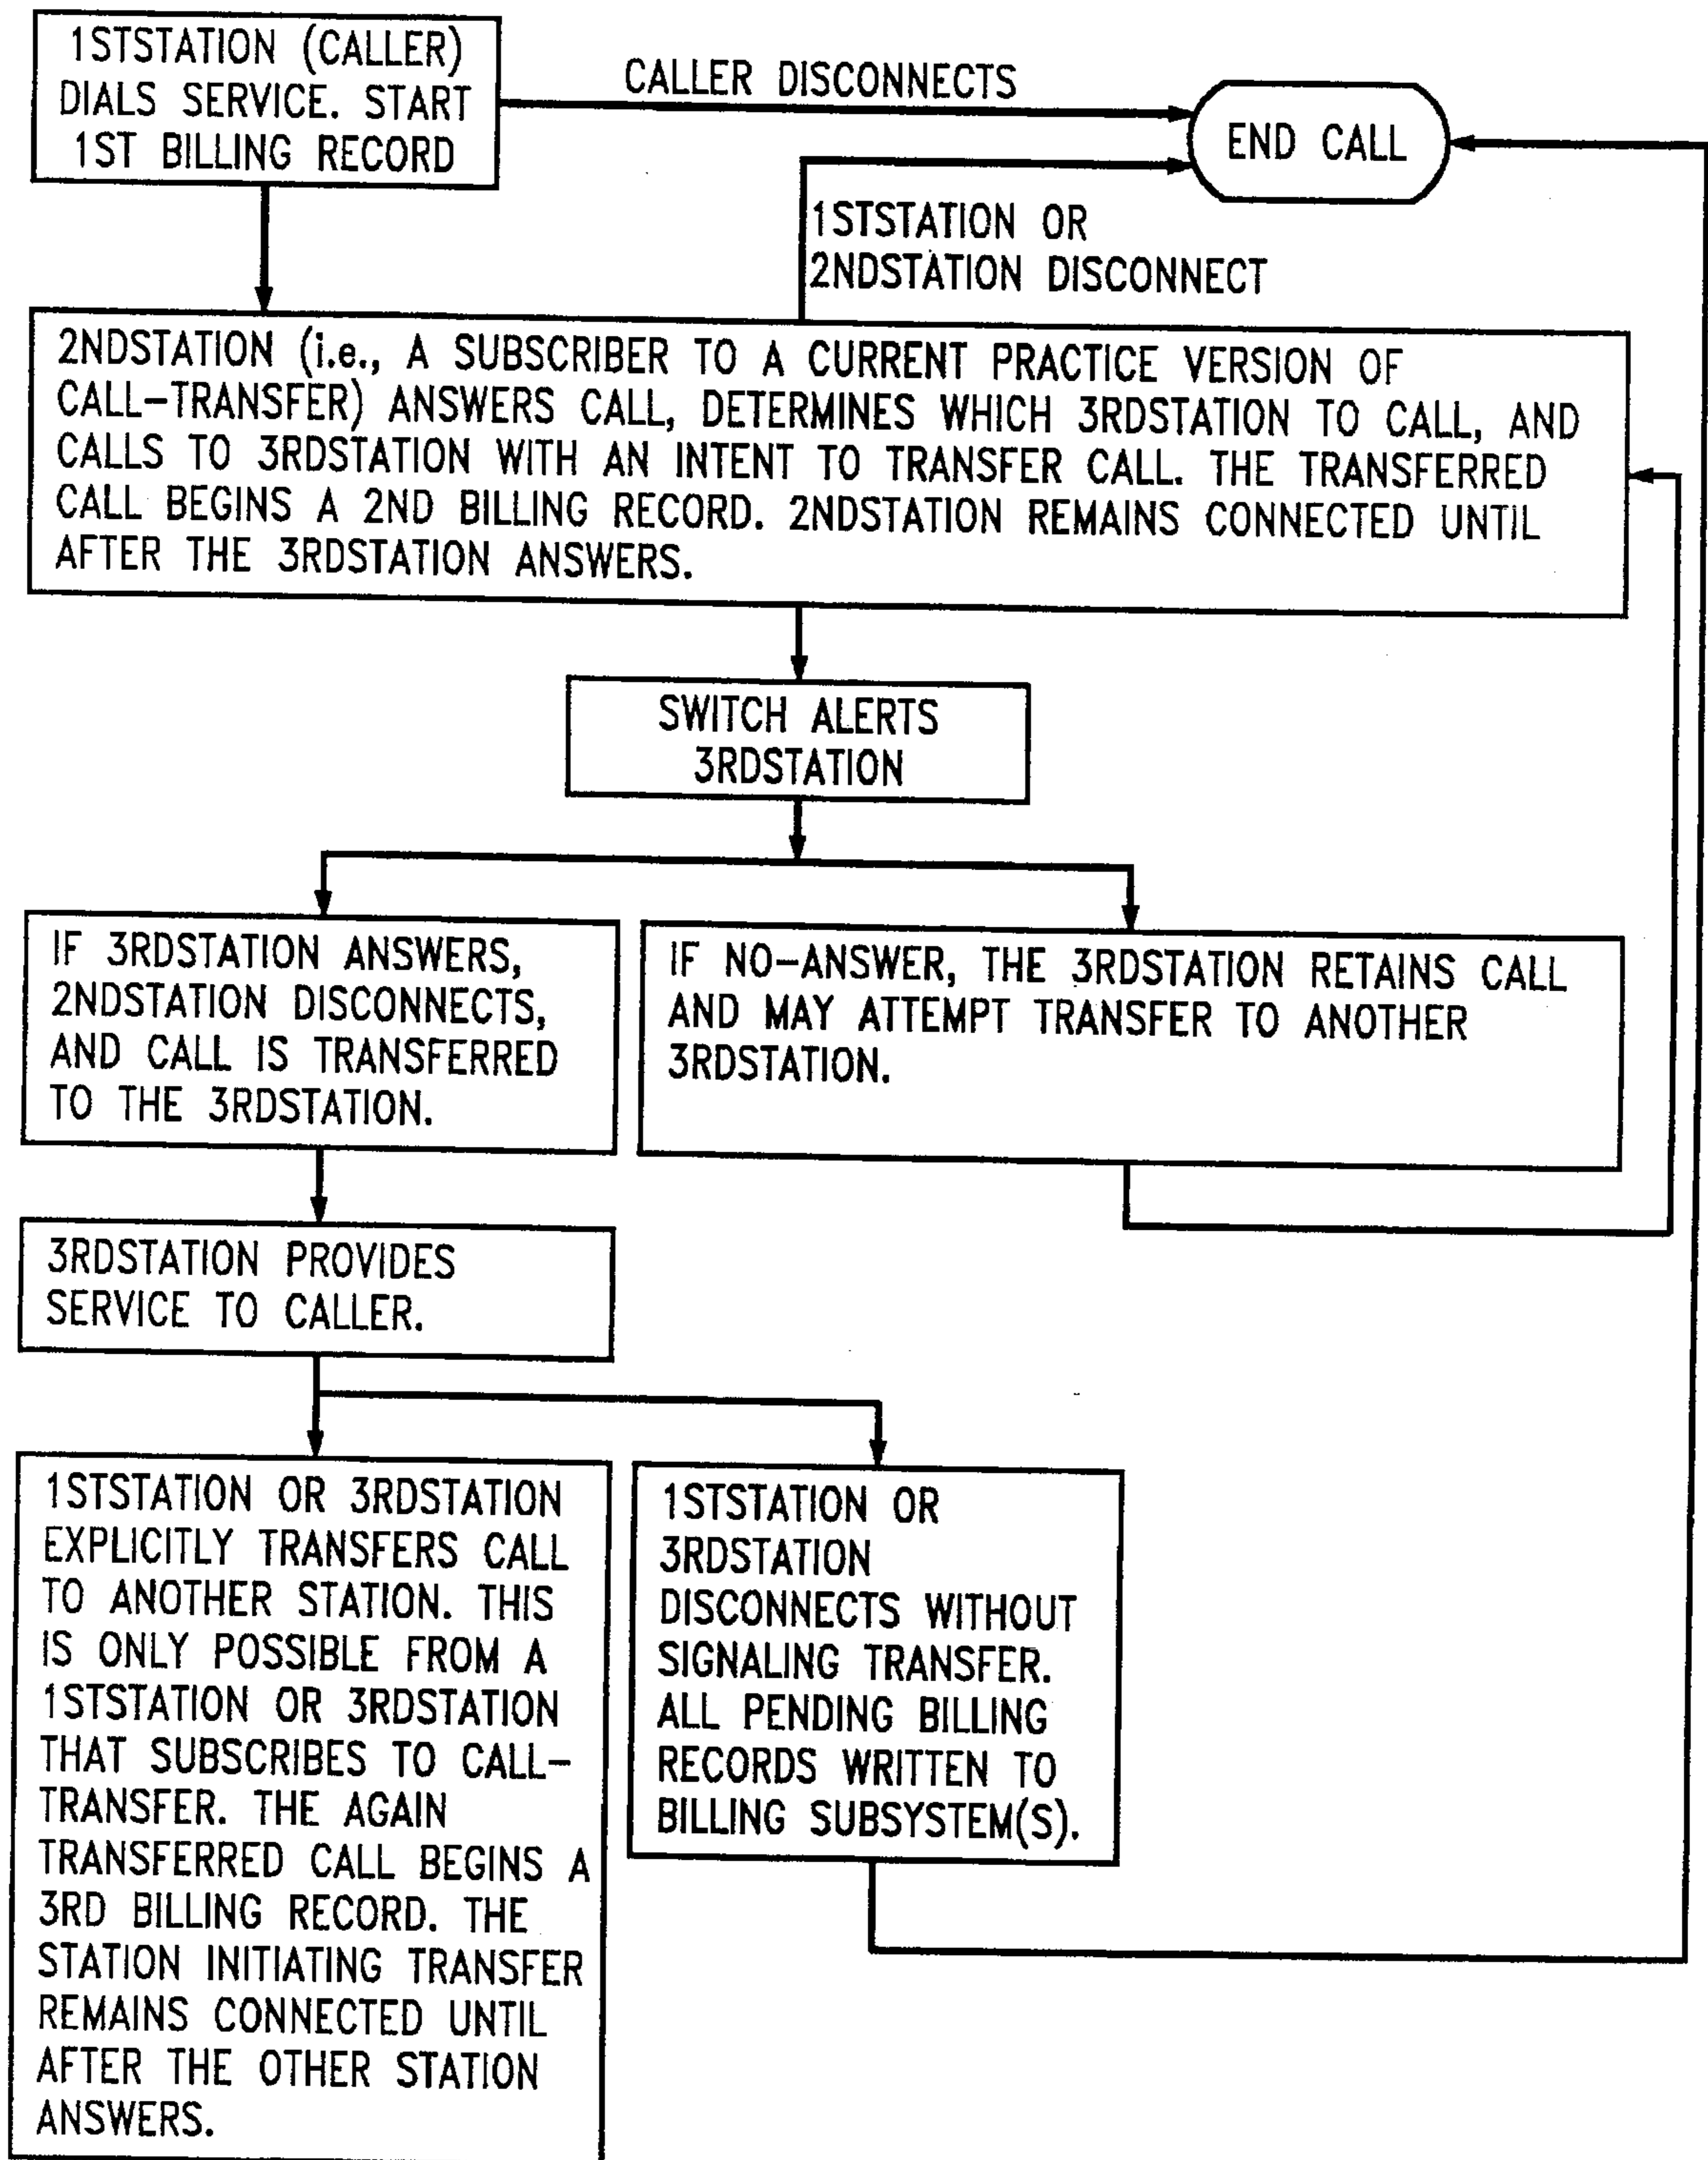 1STSTATION (CALLER)
DIALS SERVICE. START
1ST BILLING RECORD
CALLER DISCONNECTS
END CALL
1STSTATION OR
2NDSTATION DISCONNECT
2NDSTATION (i.e., A SUBSCRIBER TO A CURRENT PRACTICE VERSION OF
CALL-TRANSFER) ANSWERS CALL, DETERMINES WHICH 3RDSTATION TO CALL, AND
CALLS TO 3RDSTATION WITH AN INTENT TO TRANSFER CALL. THE TRANSFERRED
CALL BEGINS A 2ND BILLING RECORD. 2NDSTATION REMAINS CONNECTED UNTIL
AFTER THE 3RDSTATION ANSWERS.
SWITCH ALERTS
3RDSTATION
IF 3RDSTATION ANSWERS,
2NDSTATION DISCONNECTS,
AND CALL IS TRANSFERRED
TO THE 3RDSTATION.
IF NO-ANSWER, THE 3RDSTATION RETAINS CALL
AND MAY ATTEMPT TRANSFER TO ANOTHER
3RDSTATION.
3RDSTATION PROVIDES
SERVICE TO CALLER.
1STSTATION OR 3RDSTATION
EXPLICITLY TRANSFERS CALL
TO ANOTHER STATION. THIS
IS ONLY POSSIBLE FROM A
1STSTATION OR 3RDSTATION
THAT SUBSCRIBES TO CALL-
TRANSFER. THE AGAIN
TRANSFERRED CALL BEGINS A
3RD BILLING RECORD. THE
STATION INITIATING TRANSFER
REMAINS CONNECTED UNTIL
AFTER THE OTHER STATION
ANSWERS.
1STSTATION OR
3RDSTATION
DISCONNECTS WITHOUT
SIGNALING TRANSFER.
ALL PENDING BILLING
RECORDS WRITTEN TO
BILLING SUBSYSTEM(S).